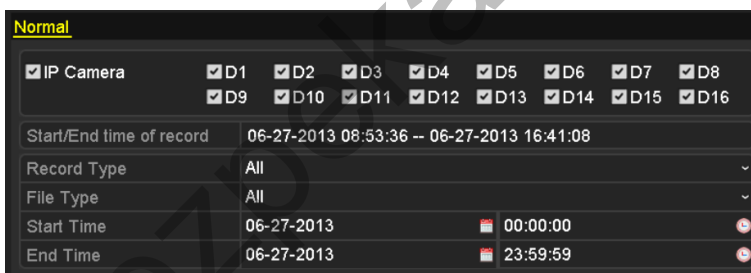 Normal
IP Camera D1 D2 D3 D4 D5 D6 D7 D8
D9 D10 D11 D12 D13 D14 D15 D16
Start/End time of record 06-27-2013 08:53:36 -- 06-27-2013 16:41:08
Record Type All
File Type All
Start Time 06-27-2013 00:00:00
End Time 06-27-2013 23:59:59